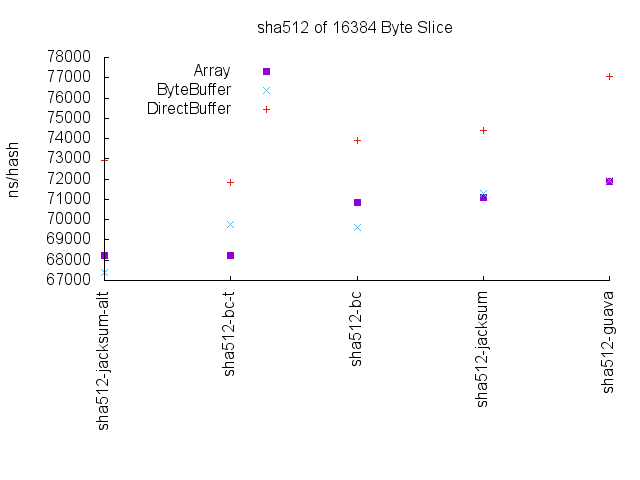 sha512 of 16384 Byte Slice
78000
77000
76000
75000
74000
73000
72000
71000
70000
69000
68000
67000
ns/hash
Array
ByteBuffer
DirectBuffer
sha512-jacksum-alt
sha512-bc-t
sha512-bc
sha512-jacksum
sha512-guava